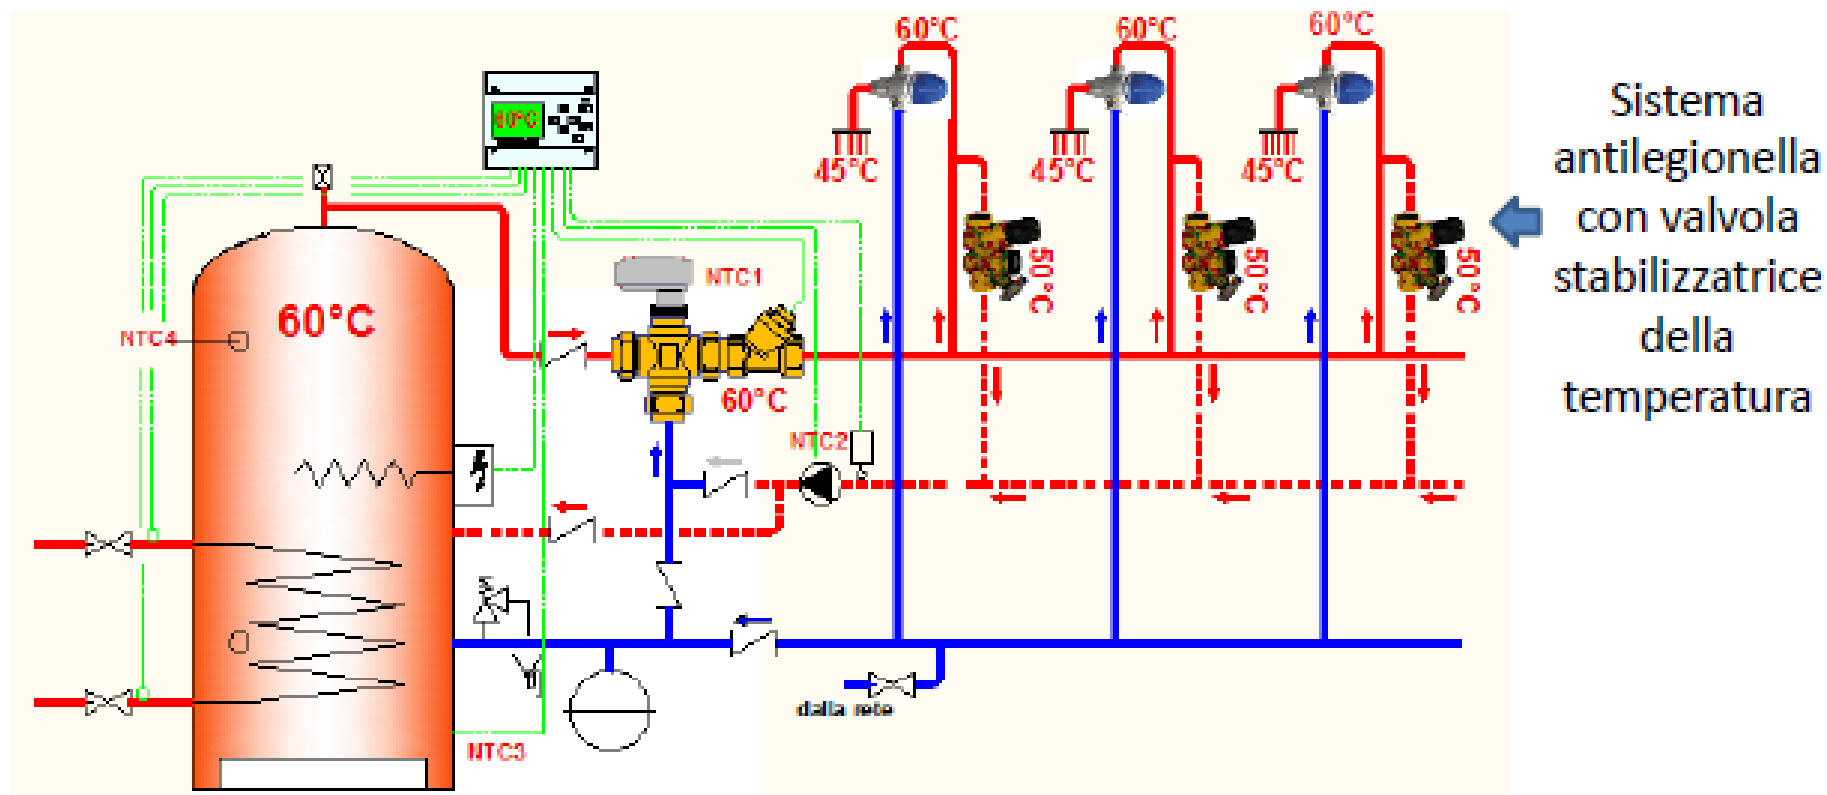 60°C
60°C
60°C
45°C
45°C
45°C
60°C
50°C
50°C
50°C
NTC1
60°C
NTC4
60°C
NTC2
NTC3
dalla rete
Sistema
antilegionella
con valvola
stabilizzatrice
della
temperatura